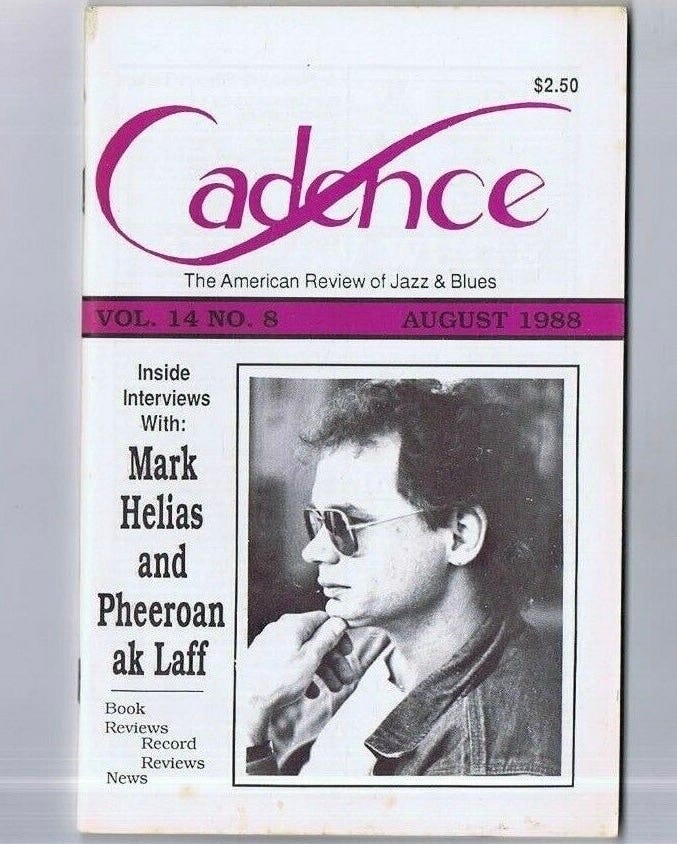 $2.50
Cadence
The American Review of Jazz & Blues
VOL. 14 NO. 8 AUGUST 1988
Inside
Interviews
With:
Mark
Helias
and
Pheeroan
ak Laff
Book
Reviews
Record
Reviews
News